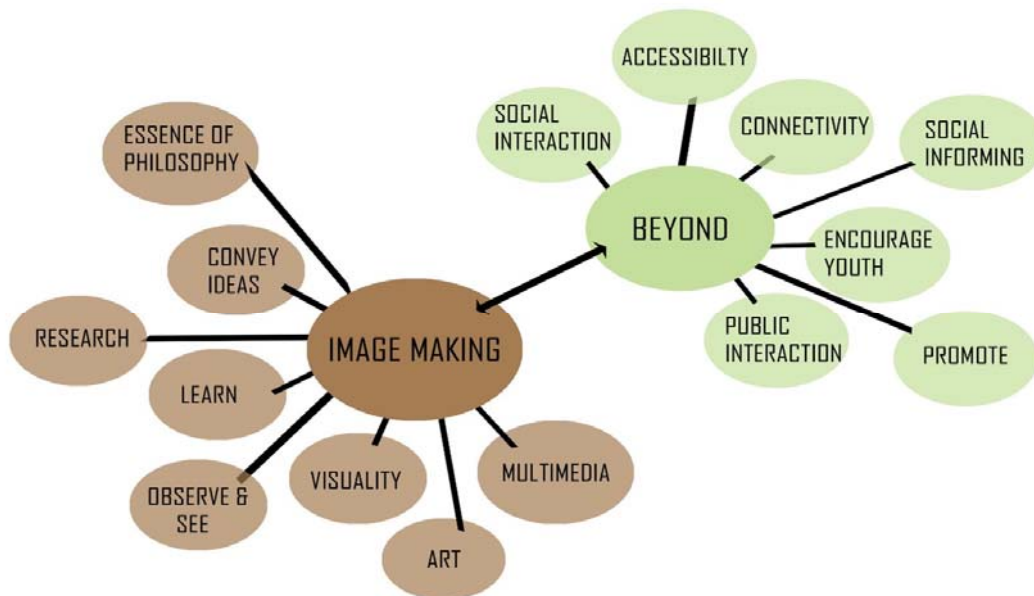 ACCESSIBILTY
SOCIAL
INTERACTION
CONNECTIVITY
SOCIAL
INFORMING
BEYOND
ENCOURAGE
YOUTH
PUBLIC
INTERACTION
PROMOTE
ESSENCE OF
PHILOSOPHY
CONVEY
IDEAS
RESEARCH
IMAGE MAKING
LEARN
OBSERVE &
SEE
VISUALITY
MULTIMEDIA
ART